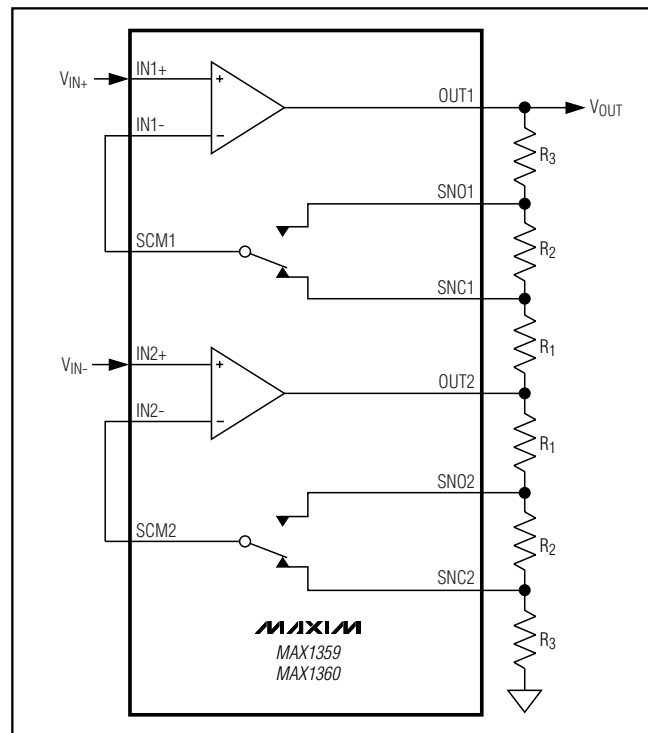 V_IN+
IN1+
+
OUT1
V_OUT
IN1-
−
R_3
SNO1
SCM1
R_2
SNC1
R_1
V_IN-
IN2+
+
OUT2
IN2-
−
R_1
SNO2
SCM2
R_2
SNC2
MAXIM
MAX1359
MAX1360
R_3